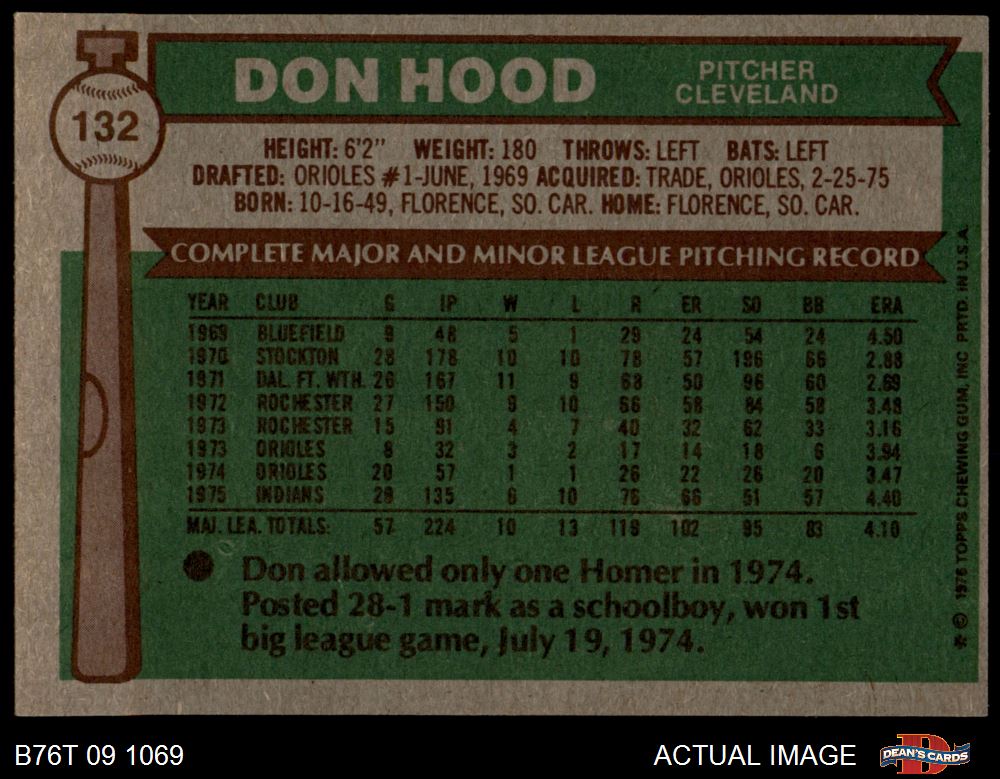 DON HOOD
PITCHER
CLEVELAND
132
HEIGHT: 6'2" WEIGHT: 180 THROWS: LEFT BATS: LEFT
DRAFTED: ORIOLES #1-JUNE, 1969 ACQUIRED: TRADE, ORIOLES, 2-25-75
BORN: 10-16-49, FLORENCE, SO. CAR. HOME: FLORENCE, SO. CAR.
COMPLETE MAJOR AND MINOR LEAGUE PITCHING RECORD
YEAR CLUB G IP W L R ER SO BB ERA
1969 BLUEFIELD 9 48 5 1 29 24 54 24 4.50
1970 STOCKTON 28 178 10 10 78 57 196 66 2.88
1971 DAL. FT. WTH. 26 167 11 9 68 50 96 60 2.69
1972 ROCHESTER 27 150 9 10 66 58 84 58 3.48
1973 ROCHESTER 15 91 4 7 40 32 62 33 3.16
1973 ORIOLES 8 32 3 2 17 14 18 6 3.94
1974 ORIOLES 20 57 1 1 26 22 26 20 3.47
1975 INDIANS 29 135 6 10 76 66 51 57 4.40
MAJ. LEA. TOTALS: 57 224 10 13 119 102 95 83 4.10
Don allowed only one Homer in 1974.
Posted 28-1 mark as a schoolboy, won 1st
big league game, July 19, 1974.
* © 1976 TOPPS CHEWING GUM, INC PRTD. IN U.S.A.
B76T 09 1069
ACTUAL IMAGE
DEAN'S CARDS